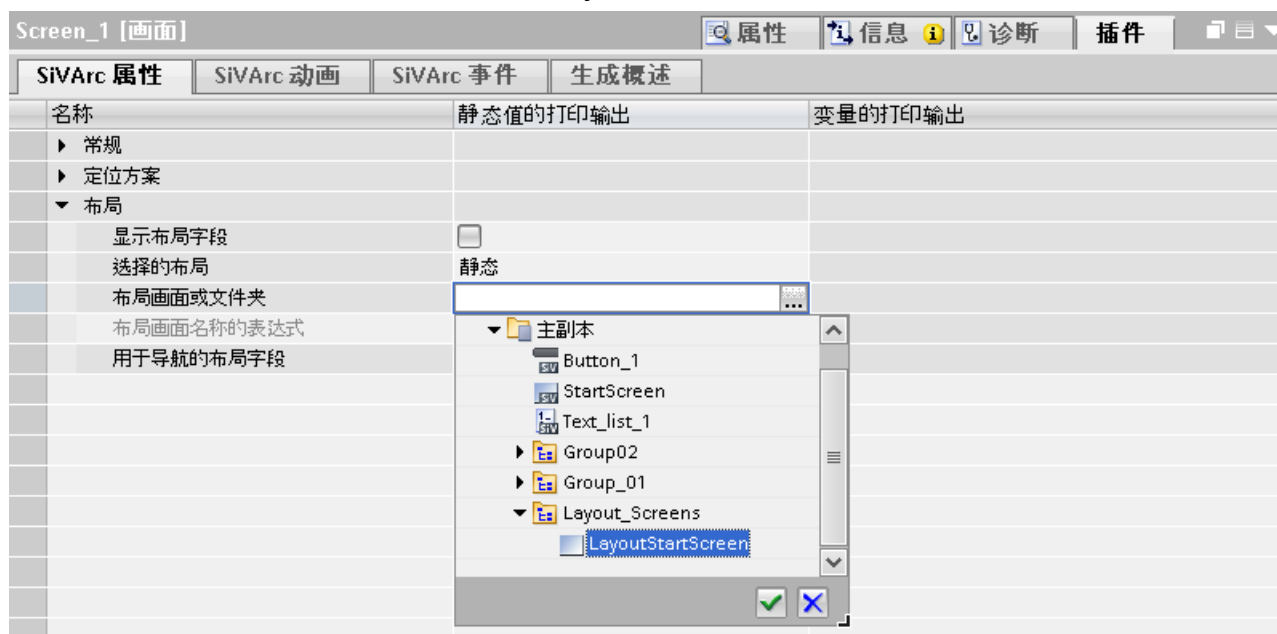 Screen_1 [画面]
属性
信息
诊断
插件
SiVArc 属性
SiVArc 动画
SiVArc 事件
生成概述
名称
静态值的打印输出
变量的打印输出
常规
定位方案
布局
显示布局字段
选择的布局
静态
布局画面或文件夹
...
布局画面名称的表达式
主副本
用于导航的布局字段
Button_1
StartScreen
Text_list_1
Group02
Group_01
Layout_Screens
LayoutStartScreen